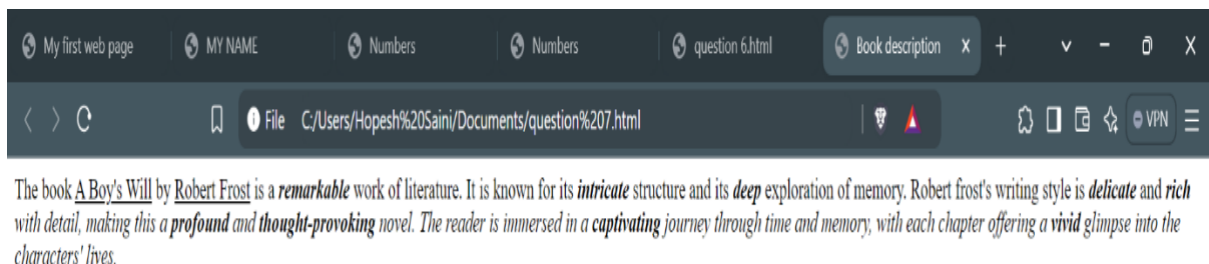 My first web page MY NAME Numbers Numbers question 6.html Book description
File C:/Users/Hopesh%20Saini/Documents/question%207.html VPN
The book A Boy's Will by Robert Frost is a remarkable work of literature. It is known for its intricate structure and its deep exploration of memory. Robert frost's writing style is delicate and rich
with detail, making this a profound and thought-provoking novel. The reader is immersed in a captivating journey through time and memory, with each chapter offering a vivid glimpse into the
characters' lives.